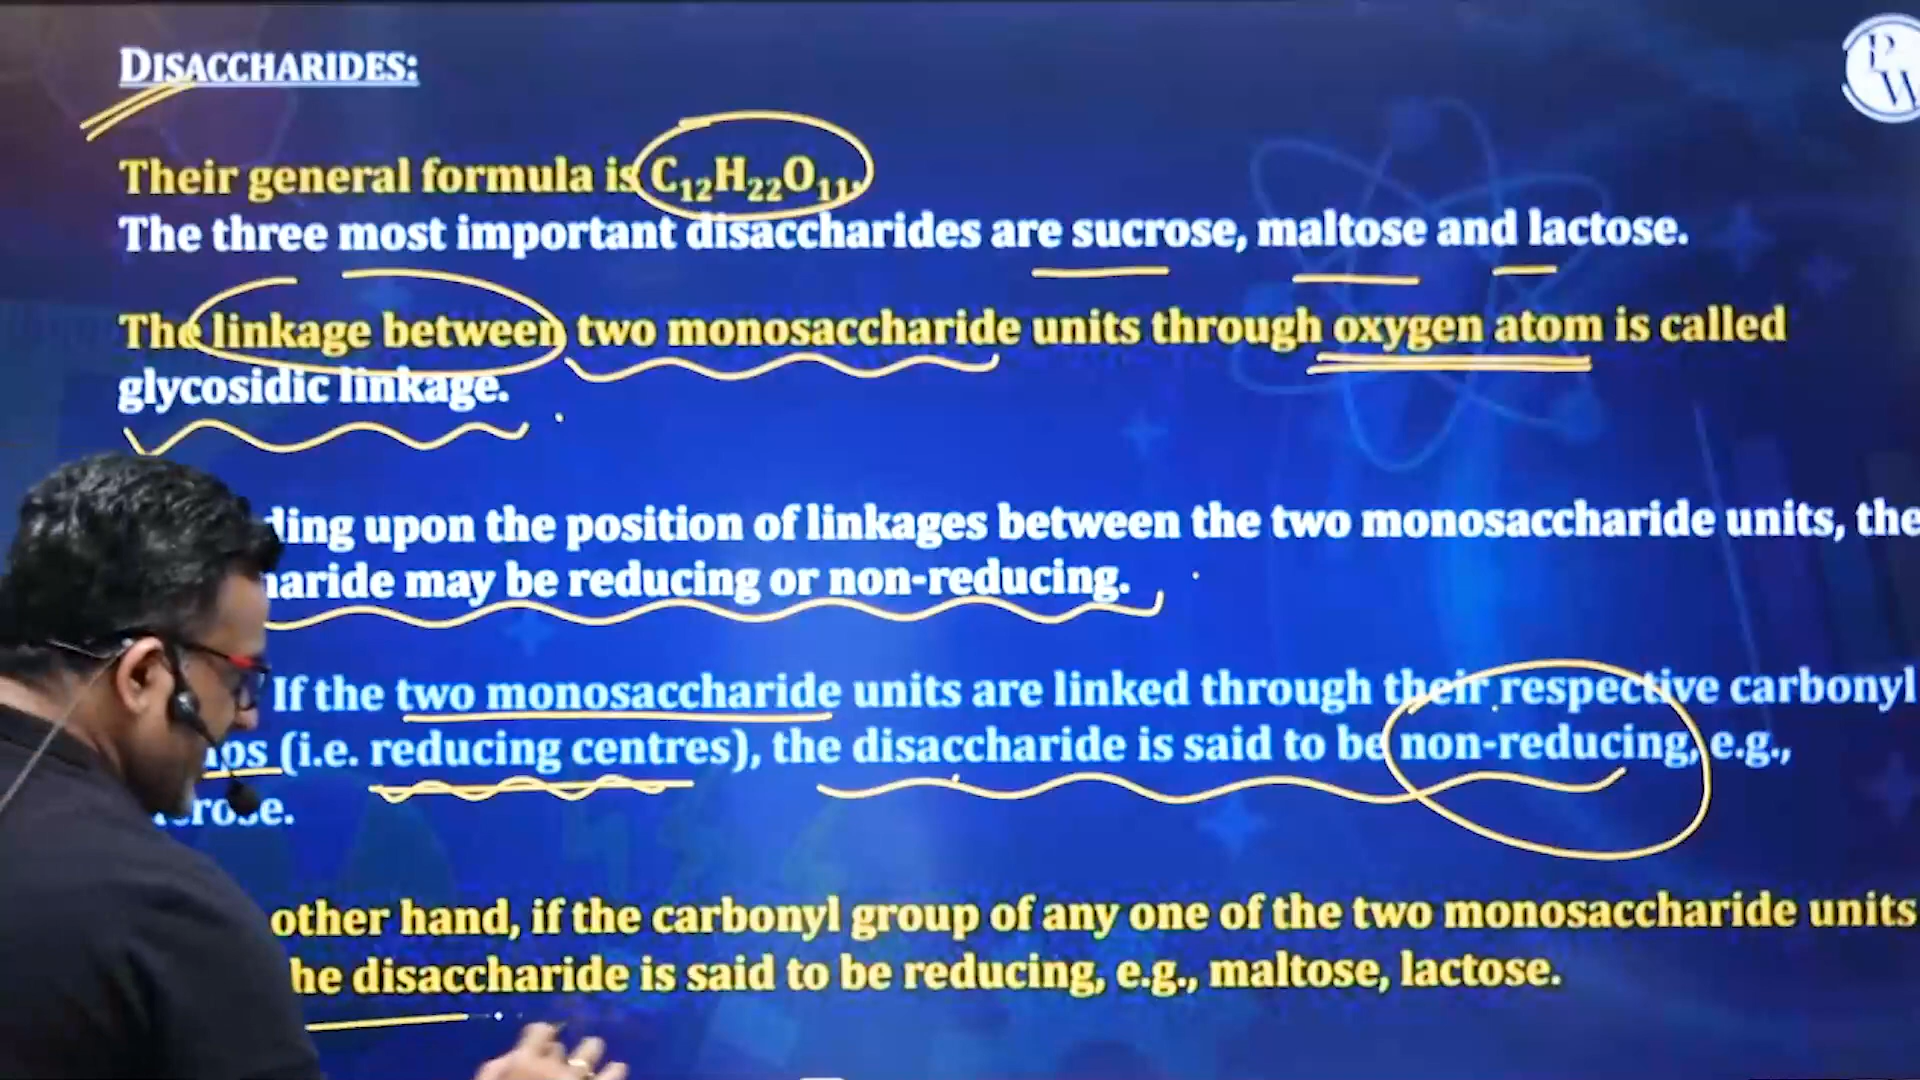 DISACCHARIDES:
P
W
Their general formula is C₁₂H₂₂O₁₁.
The three most important disaccharides are sucrose, maltose and lactose.
The linkage between two monosaccharide units through oxygen atom is called
glycosidic linkage.
ding upon the position of linkages between the two monosaccharide units, the
haride may be reducing or non-reducing.
If the two monosaccharide units are linked through their respective carbonyl
(i.e. reducing centres), the disaccharide is said to be non-reducing, e.g.,
other hand, if the carbonyl group of any one of the two monosaccharide units
he disaccharide is said to be reducing, e.g., maltose, lactose.